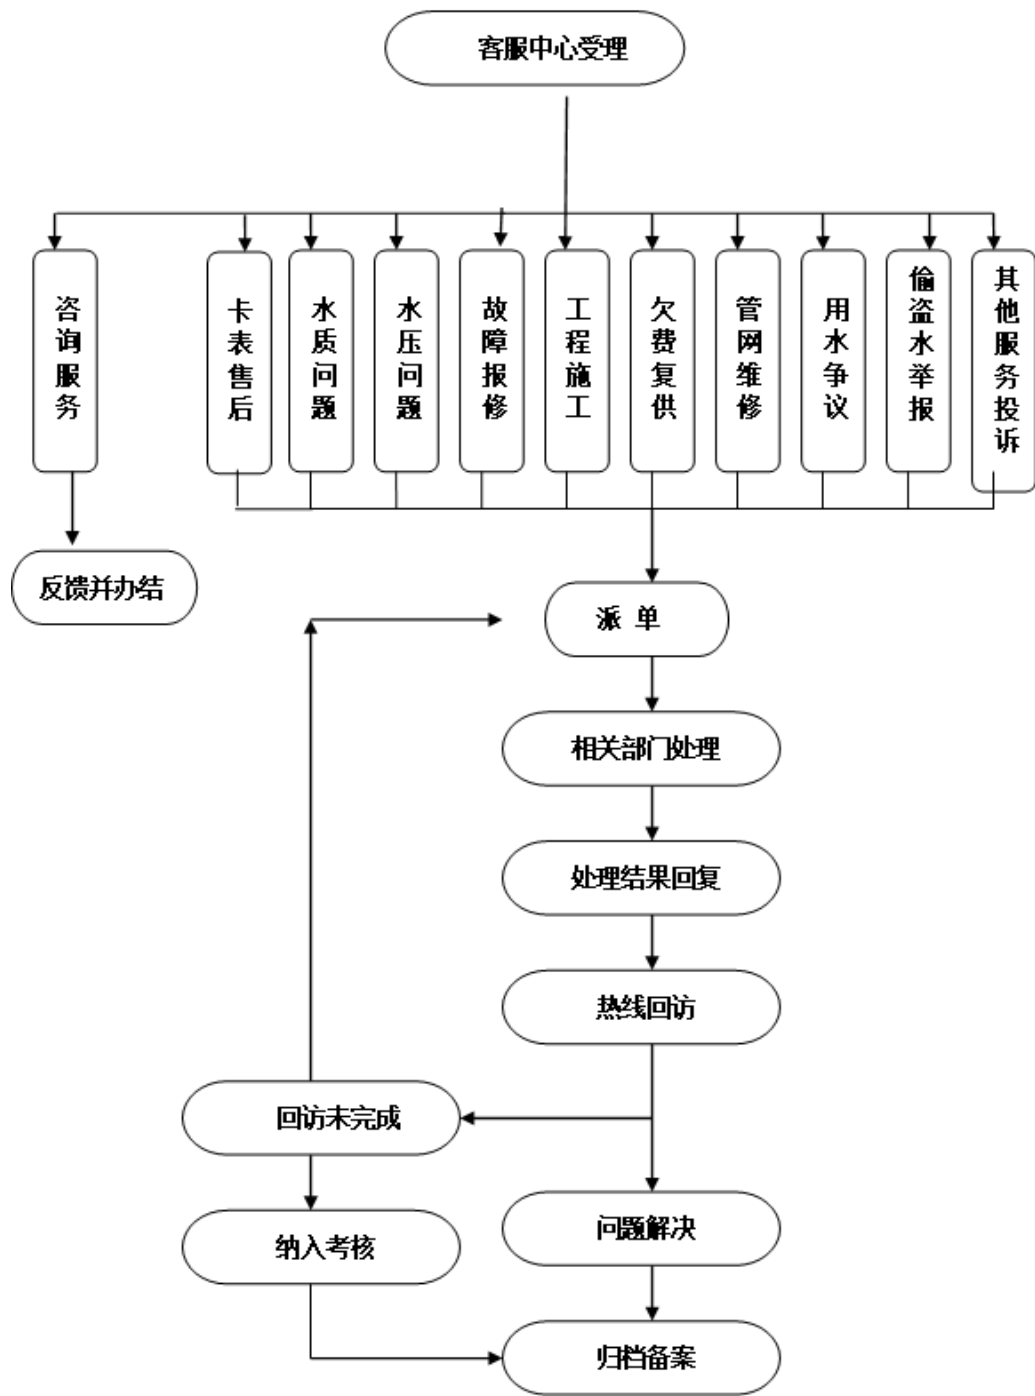 客服中心受理
咨询服务
卡表售后
水质问题
水压问题
故障报修
工程施工
欠费复供
管网维修
用水争议
偷盗水举报
其他服务投诉
反馈并办结
派 单
相关部门处理
处理结果回复
热线回访
回访未完成
纳入考核
问题解决
归档备案